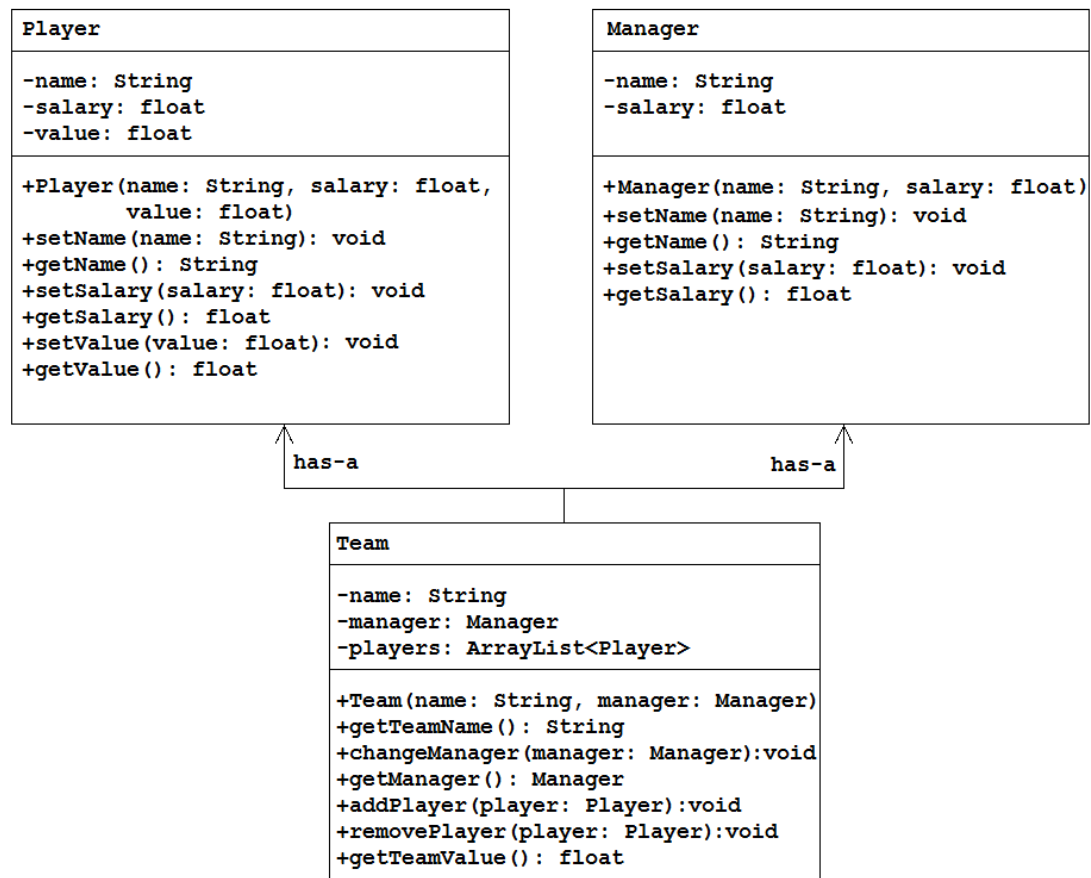 Player
-name: String
-salary: float
-value: float
+Player(name: String, salary: float,
value: float)
+setName(name: String): void
+getName(): String
+setSalary(salary: float): void
+getSalary(): float
+setValue(value: float): void
+getValue(): float
Manager
-name: String
-salary: float
+Manager(name: String, salary: float)
+setName(name: String): void
+getName(): String
+setSalary(salary: float): void
+getSalary(): float
has-a
has-a
Team
-name: String
-manager: Manager
-players: ArrayList<Player>
+Team(name: String, manager: Manager)
+getTeamName(): String
+changeManager(manager: Manager):void
+getManager(): Manager
+addPlayer(player: Player):void
+removePlayer(player: Player):void
+getTeamValue(): float